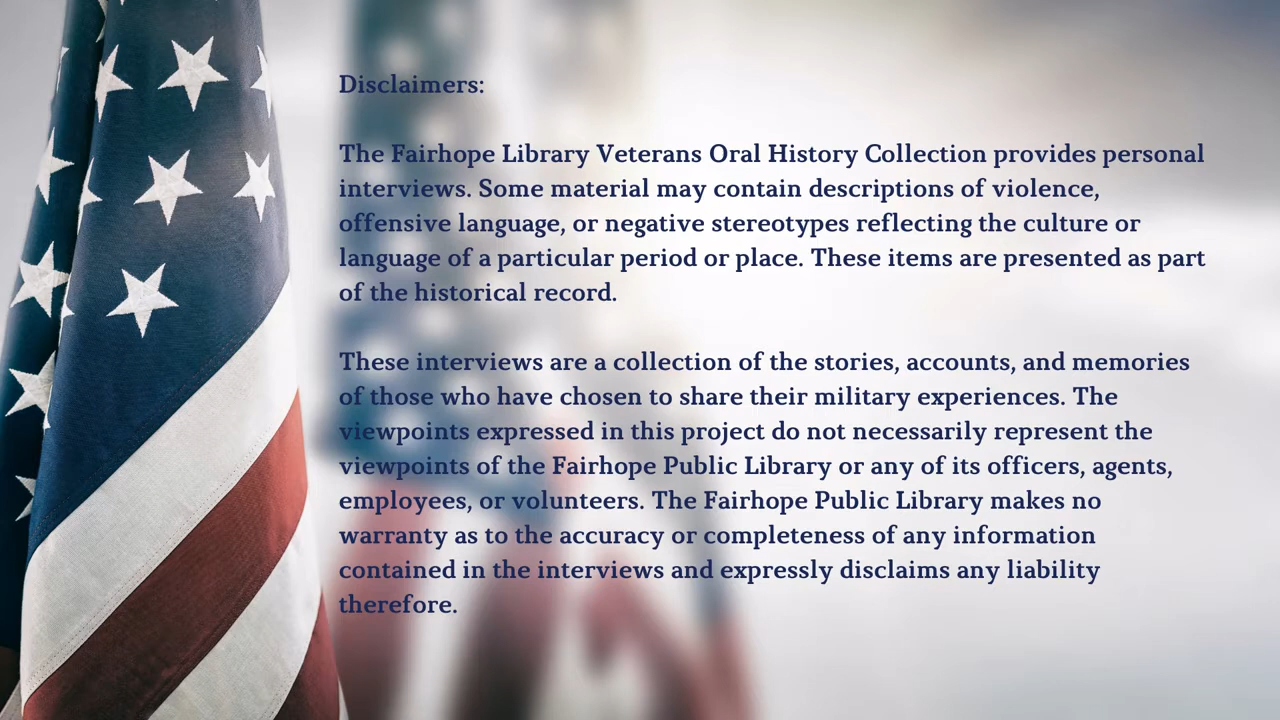 Disclaimers:
The Fairhope Library Veterans Oral History Collection provides personal
interviews. Some material may contain descriptions of violence,
offensive language, or negative stereotypes reflecting the culture or
language of a particular period or place. These items are presented as part
of the historical record.
These interviews are a collection of the stories, accounts, and memories
of those who have chosen to share their military experiences. The
viewpoints expressed in this project do not necessarily represent the
viewpoints of the Fairhope Public Library or any of its officers, agents,
employees, or volunteers. The Fairhope Public Library makes no
warranty as to the accuracy or completeness of any information
contained in the interviews and expressly disclaims any liability
therefore.